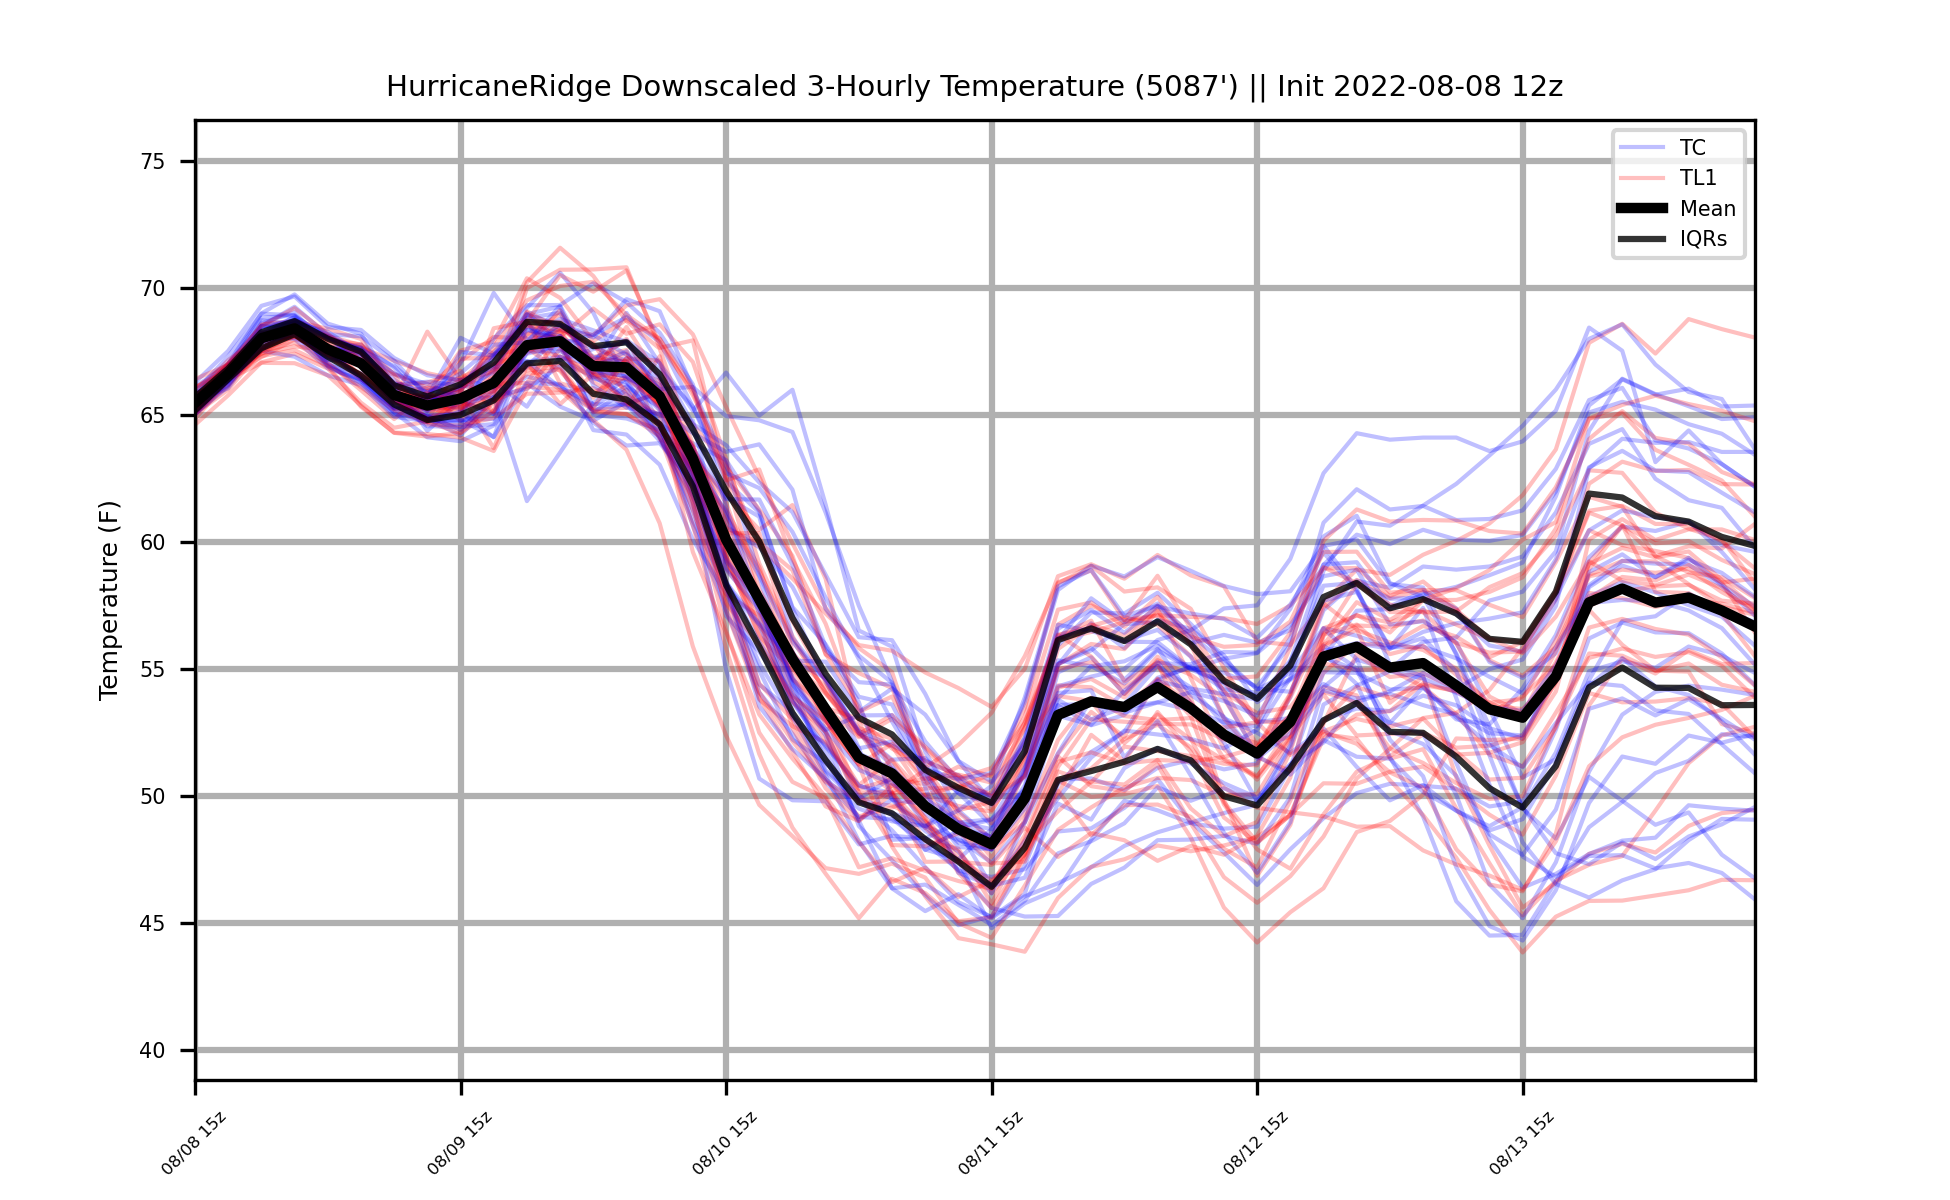 HurricaneRidge Downscaled 3-Hourly Temperature (5087') || Init 2022-08-08 12z
TC
TL1
Mean
IQRs
Temperature (F)
75
70
65
60
55
50
45
40
08/08 15z
08/09 15z
08/10 15z
08/11 15z
08/12 15z
08/13 15z